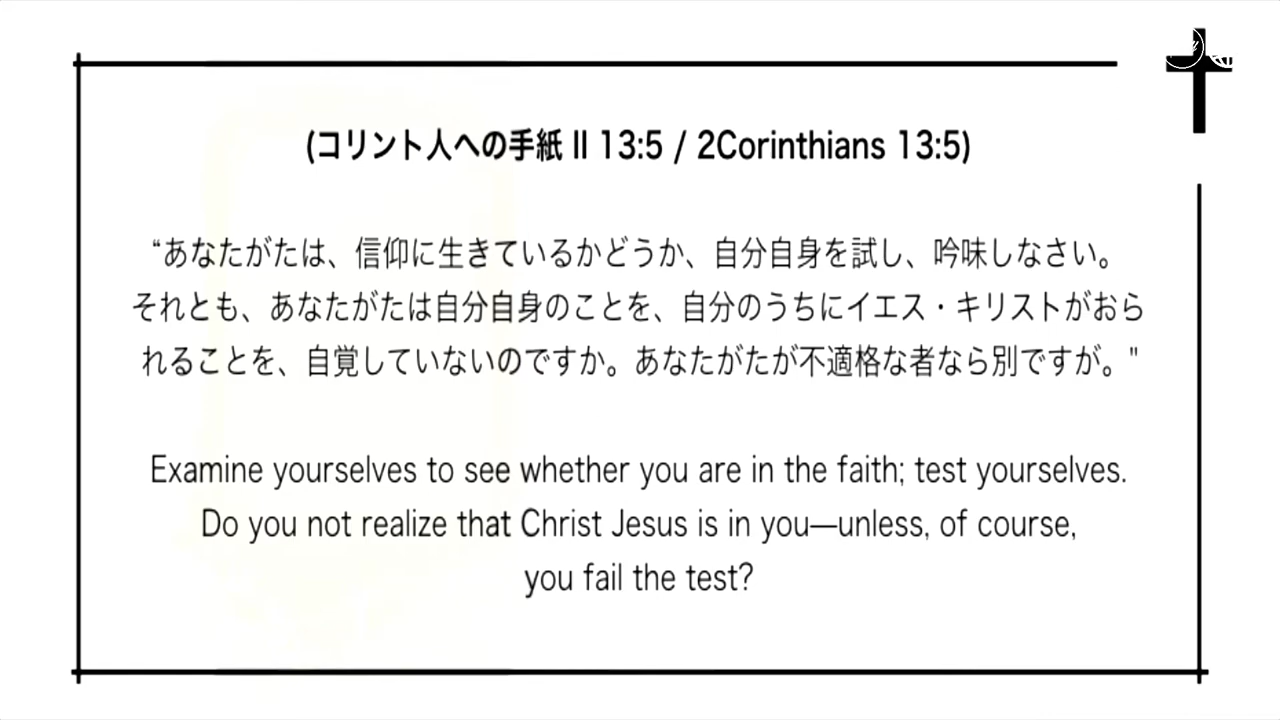 (コリント人への手紙 II 13:5 / 2Corinthians 13:5)
“あなたがたは、信仰に生きているかどうか、自分自身を試し、吟味しなさい。
それとも、あなたがたは自分自身のことを、自分のうちにイエス・キリストがおら
れることを、自覚していないのですか。あなたがたが不適格な者なら別ですが。"
Examine yourselves to see whether you are in the faith; test yourselves.
Do you not realize that Christ Jesus is in you—unless, of course,
you fail the test?